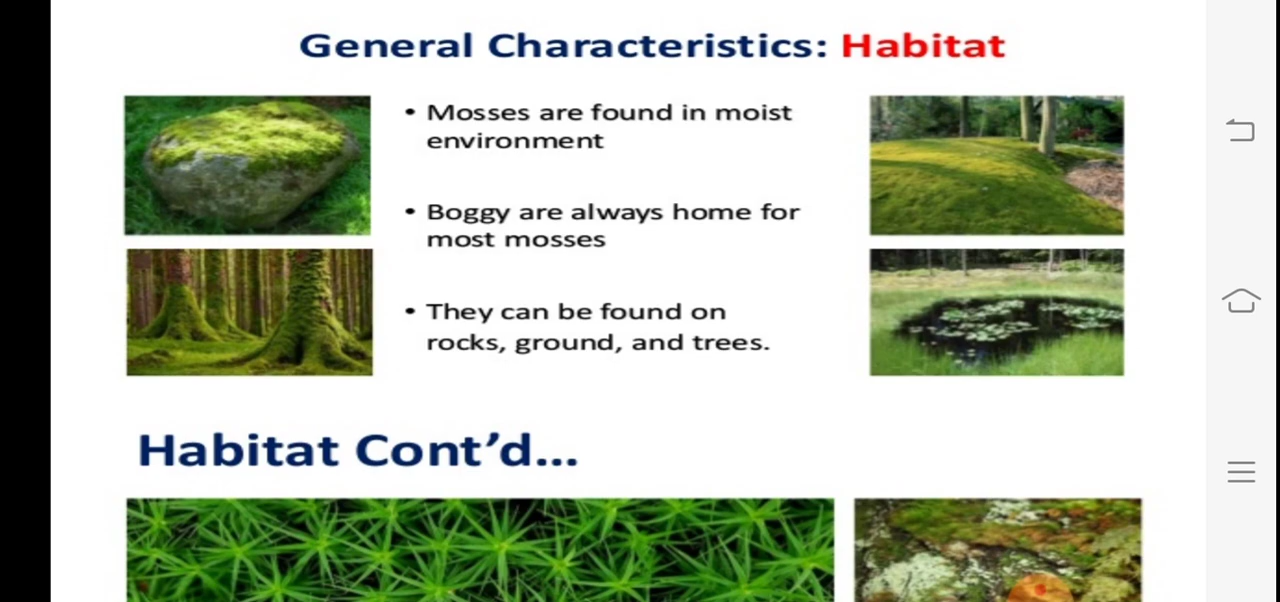 General Characteristics: Habitat
• Mosses are found in moist
environment
• Boggy are always home for
most mosses
• They can be found on
rocks, ground, and trees.
Habitat Cont’d...